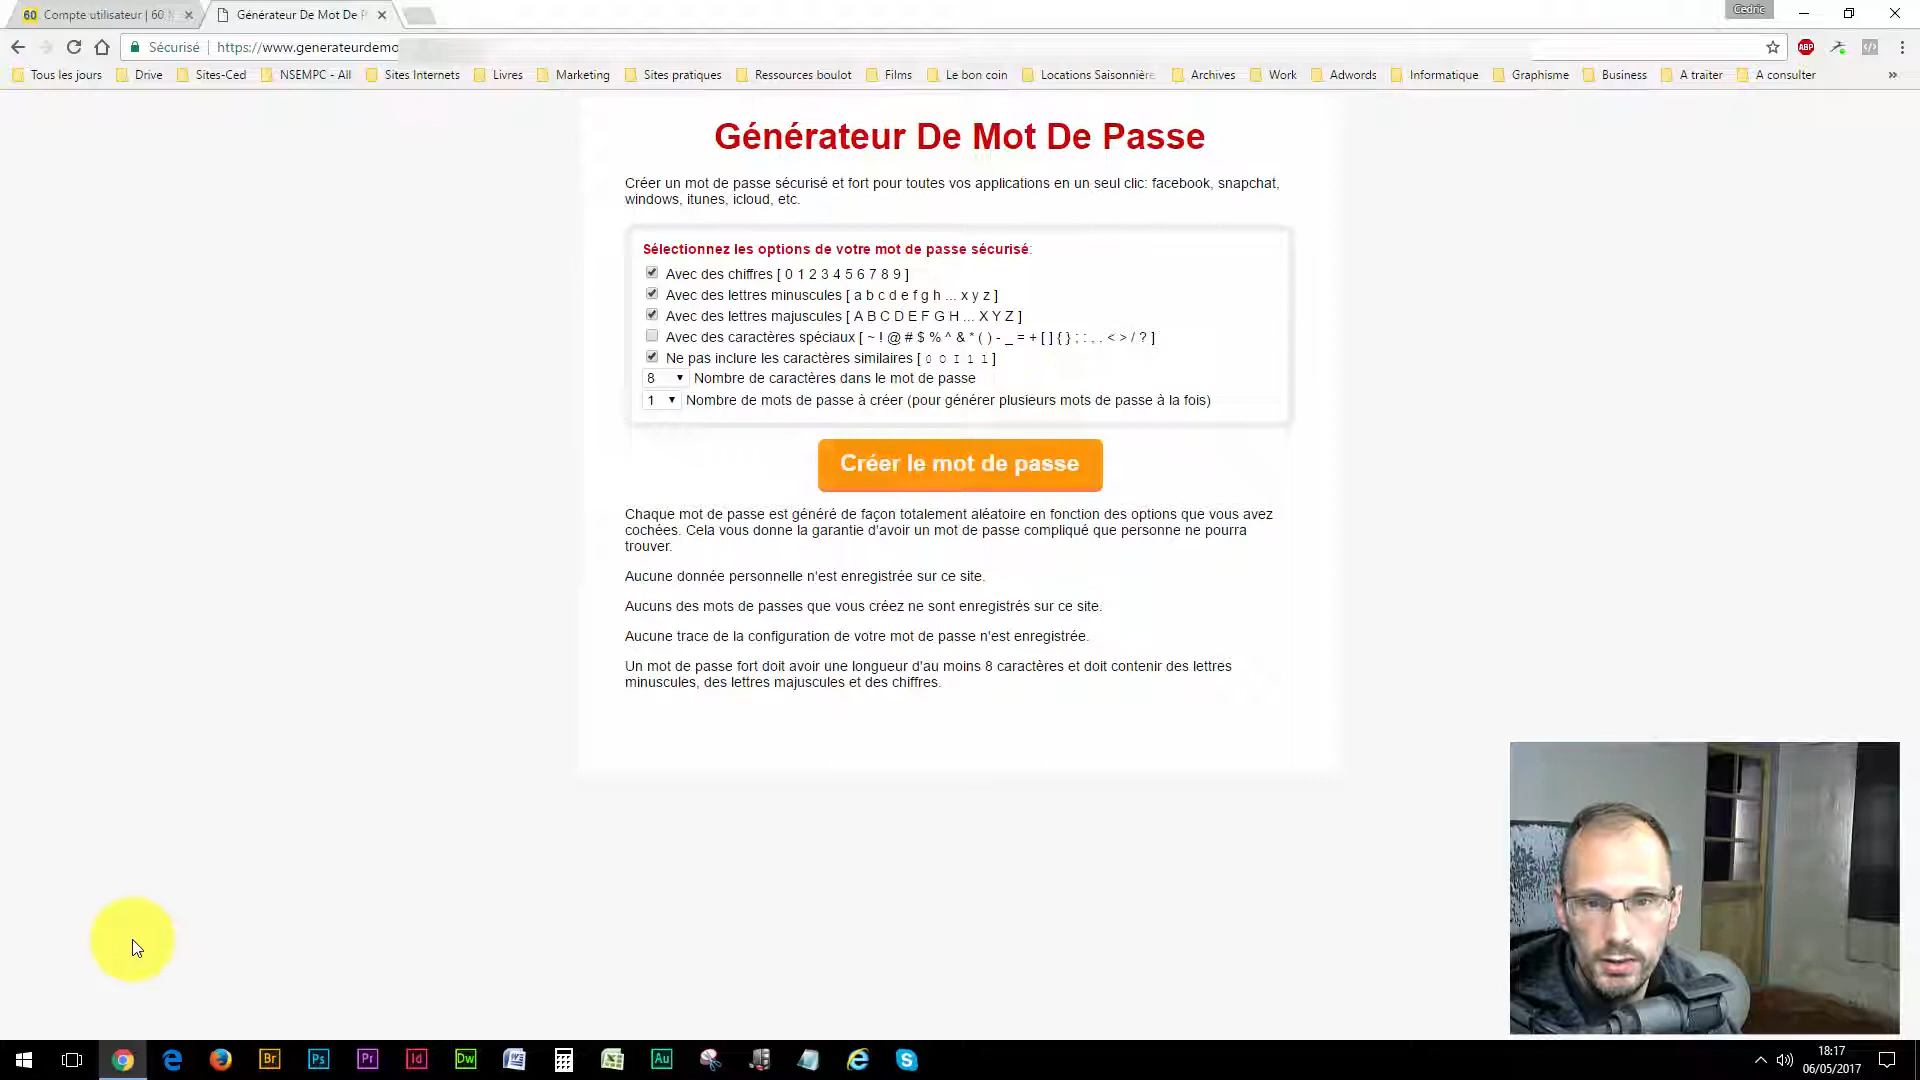 Compte utilisateur | 60
Générateur De Mot De P
Cedric
Sécurisé
https://www.generateurdemo
ABP
Tous les jours
Drive
Sites-Ced
NSEMPC - All
Sites Internets
Livres
Marketing
Sites pratiques
Ressources boulot
Films
Le bon coin
Locations Saisonnière
Archives
Work
Adwords
Informatique
Graphisme
Business
A traiter
A consulter
»
Générateur De Mot De Passe
Créer un mot de passe sécurisé et fort pour toutes vos applications en un seul clic: facebook, snapchat,
windows, itunes, icloud, etc.
Sélectionnez les options de votre mot de passe sécurisé:
Avec des chiffres [ 0 1 2 3 4 5 6 7 8 9 ]
Avec des lettres minuscules [ a b c d e f g h ... x y z ]
Avec des lettres majuscules [ A B C D E F G H ... X Y Z ]
Avec des caractères spéciaux [ ~ ! @ # $ % ^ & * ( ) - _ = + [ ] { } ; : , . < > / ? ]
Ne pas inclure les caractères similaires [ 0 O I l 1 ]
8 Nombre de caractères dans le mot de passe
1 Nombre de mots de passe à créer (pour générer plusieurs mots de passe à la fois)
Créer le mot de passe
Chaque mot de passe est généré de façon totalement aléatoire en fonction des options que vous avez
cochées. Cela vous donne la garantie d'avoir un mot de passe compliqué que personne ne pourra
trouver.
Aucune donnée personnelle n'est enregistrée sur ce site.
Aucuns des mots de passes que vous créez ne sont enregistrés sur ce site.
Aucune trace de la configuration de votre mot de passe n'est enregistrée.
Un mot de passe fort doit avoir une longueur d'au moins 8 caractères et doit contenir des lettres
minuscules, des lettres majuscules et des chiffres.
Br
Ps
Pr
Id
Dw
Au
18:17
06/05/2017